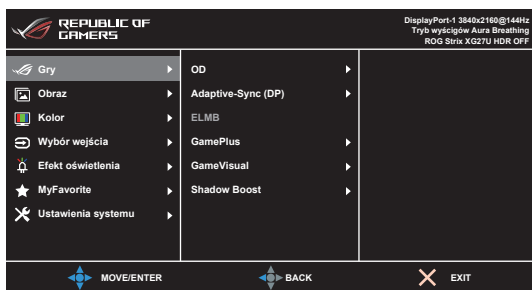 REPUBLIC OF
GAMERS
DisplayPort-1 3840x2160@144Hz
Tryb wyścigów Aura Breathing
ROG Strix XG27U HDR OFF
Gry
Obraz
Kolor
Wybór wejścia
Efekt oświetlenia
MyFavorite
Ustawienia systemu
OD
Adaptive-Sync (DP)
ELMB
GamePlus
GameVisual
Shadow Boost
MOVE/ENTER
BACK
EXIT